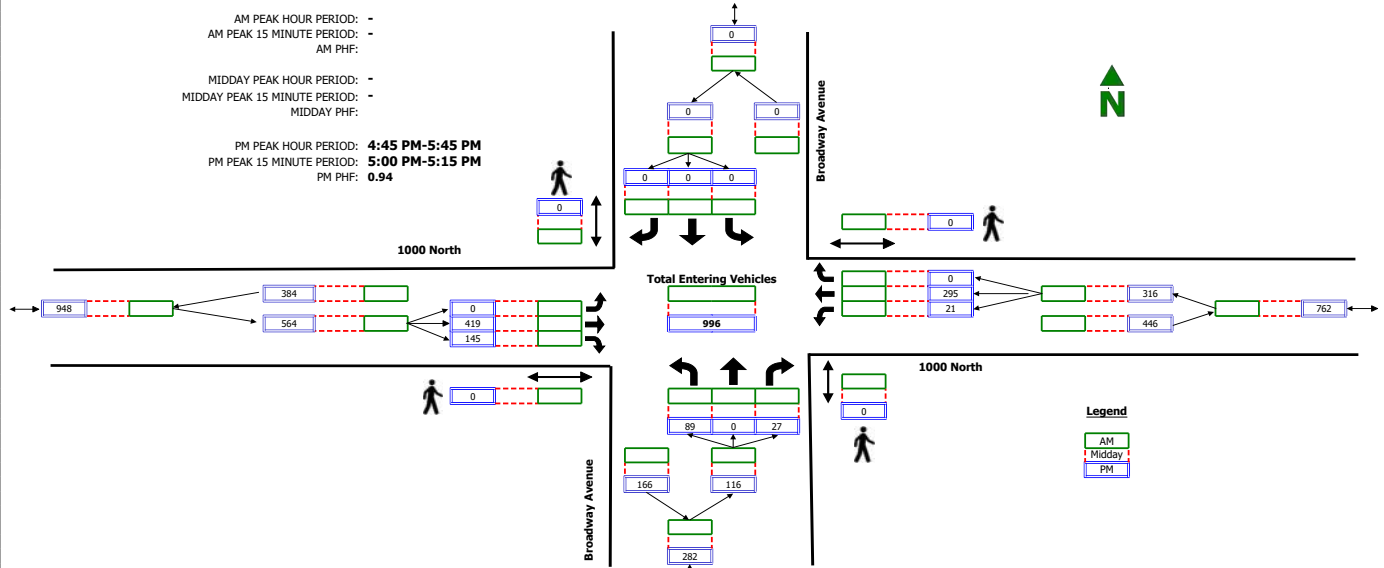 AM PEAK HOUR PERIOD: -
AM PEAK 15 MINUTE PERIOD: -
AM PHF:
MIDDAY PEAK HOUR PERIOD: -
MIDDAY PEAK 15 MINUTE PERIOD: -
MIDDAY PHF:
PM PEAK HOUR PERIOD: 4:45 PM-5:45 PM
PM PEAK 15 MINUTE PERIOD: 5:00 PM-5:15 PM
PM PHF: 0.94
0
0 0
0 0 0
Broadway Avenue
N
0
0
1000 North
Total Entering Vehicles
996
948
384
564
0
419
145
0
295
21
316
446
762
0
1000 North
0
89 0 27
166 116
282
Broadway Avenue
Legend
AM
Midday
PM